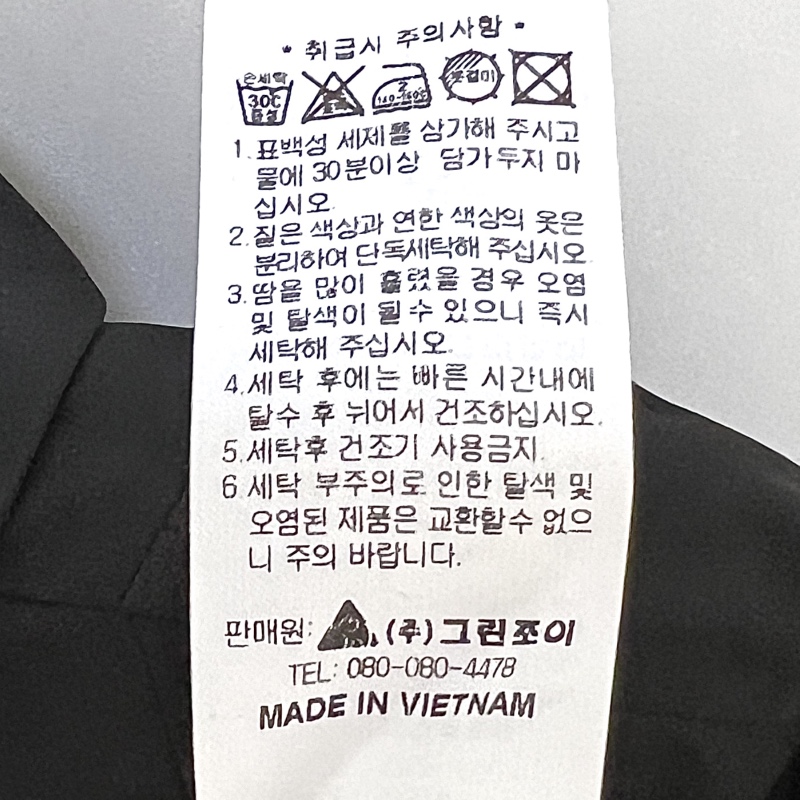 * 취급시 주의사항 *
손세탁
30C
중성
2
140-160℃
뭇걸이
1. 표백성 세제를 삼가해 주시고
물에 30분이상 담가두지 마
십시오
2. 짙은 색상과 연한 색상의 옷은
분리하여 단독세탁해 주십시오
3. 땀을 많이 흘렸을 경우 오염
및 탈색이 될수 있으니 즉시
세탁해 주십시오.
4. 세탁 후에는 빠른 시간내에
탈수 후 뉘어서 건조하십시오.
5. 세탁후 건조기 사용금지.
6. 세탁 부주의로 인한 탈색 및
오염된 제품은 교환할수 없으
니 주의 바랍니다.
판매원: (주)그린조이
TEL: 080-080-4478
MADE IN VIETNAM